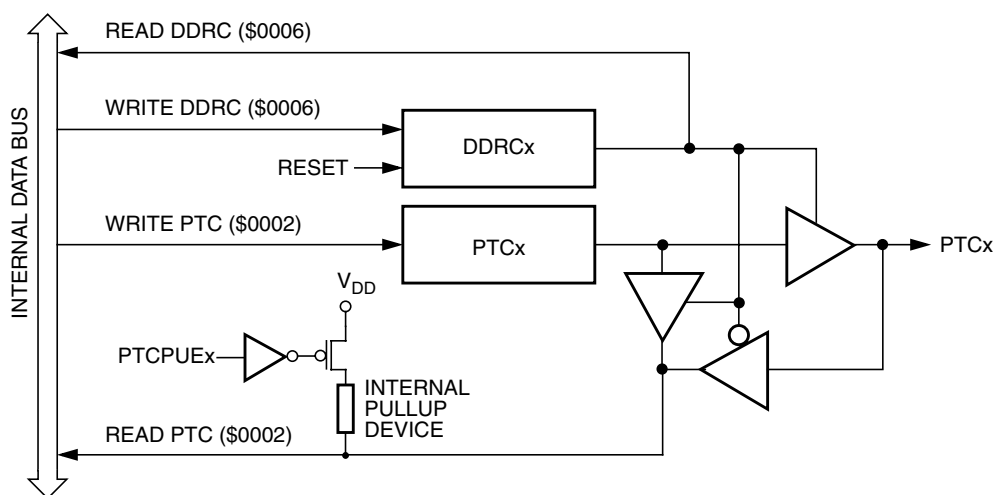 READ DDRC ($0006)
WRITE DDRC ($0006)
DDRCx
RESET
INTERNAL DATA BUS
WRITE PTC ($0002)
PTCx
PTCx
VDD
PTCPUEx
INTERNAL
PULLUP
DEVICE
READ PTC ($0002)